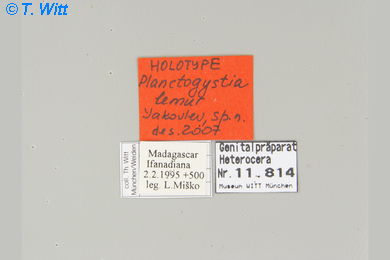 © T. Witt
HOLOTYPE
Planctogystia
lemur
Yakovlev, sp.n.
des. 2007
coll. Th. Witt
München/Weiden
Madagascar
Ifanadiana
2.2.1995 +500
leg. L.Miško
Genitalpräparat
Heterocera
Nr. 11.814
Museum WITT München